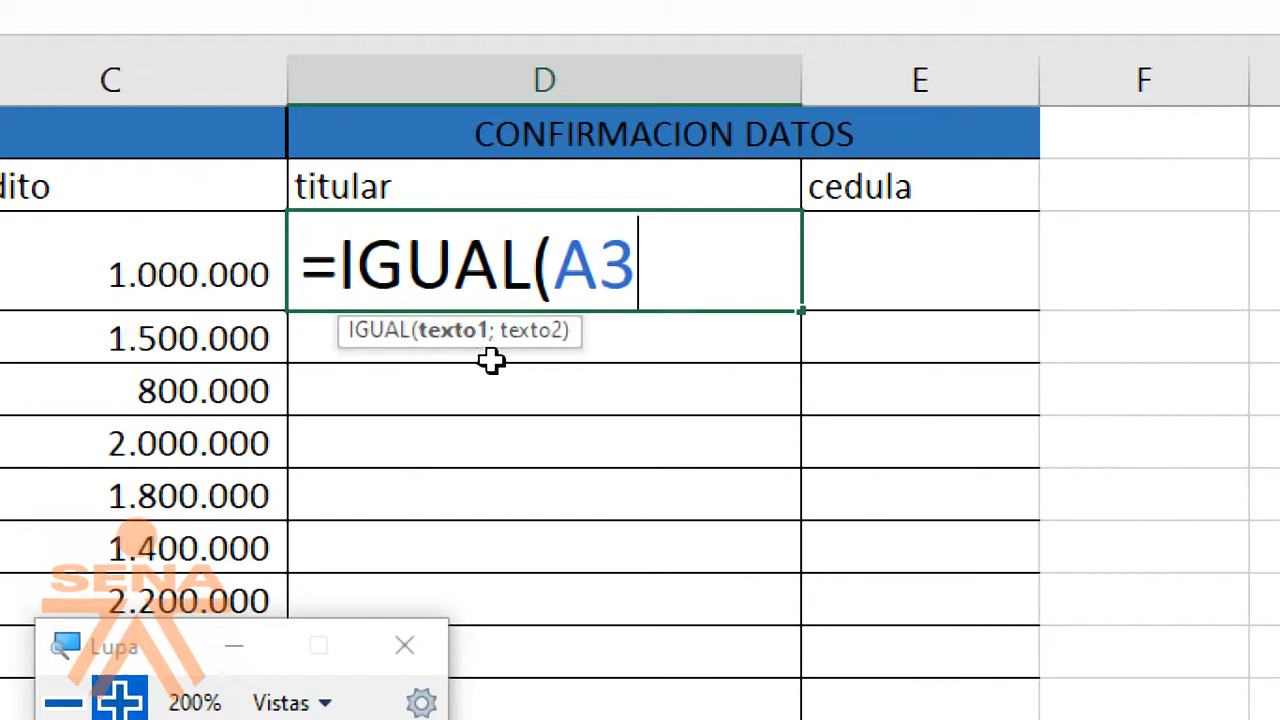 C D E F
CONFIRMACION DATOS
dito titular cedula
1.000.000 =IGUAL(A3
IGUAL(texto1; texto2)
1.500.000
800.000
2.000.000
1.800.000
1.400.000
SENA
2.200.000
Lupa
200% Vistas